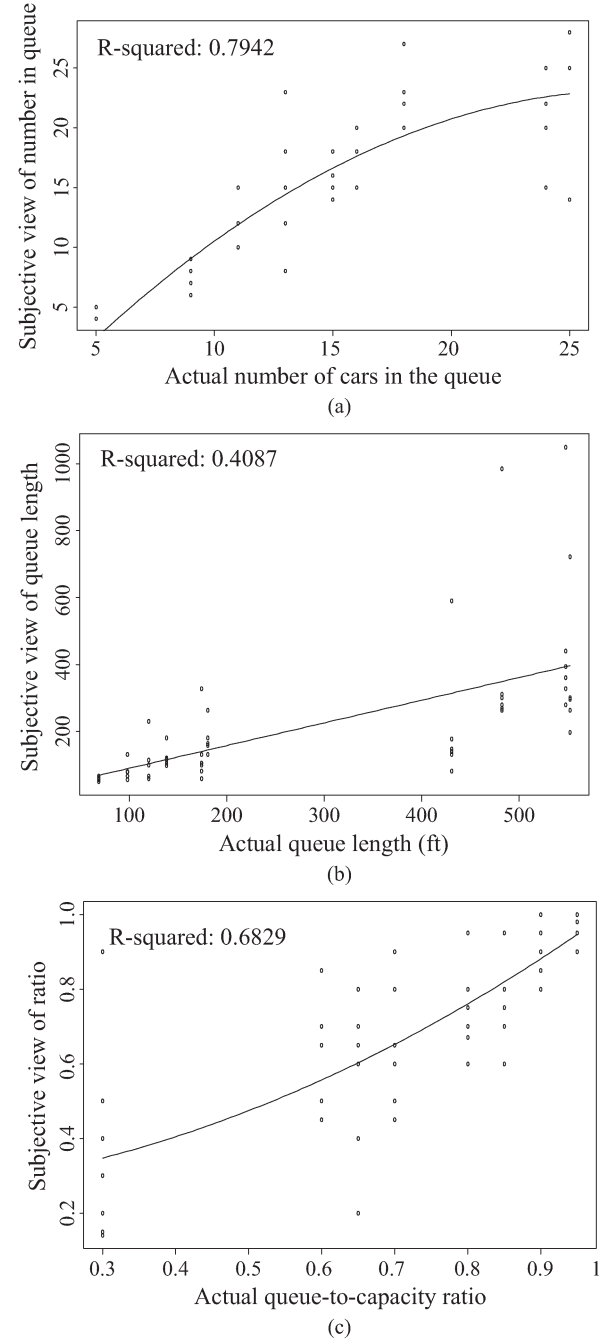 R-squared: 0.7942
Subjective view of number in queue
25
20
15
10
5
5 10 15 20 25
Actual number of cars in the queue
(a)
R-squared: 0.4087
Subjective view of queue length
1000
800
600
400
200
100 200 300 400 500
Actual queue length (ft)
(b)
R-squared: 0.6829
Subjective view of ratio
1.0
0.8
0.6
0.4
0.2
0.3 0.4 0.5 0.6 0.7 0.8 0.9 1
Actual queue-to-capacity ratio
(c)